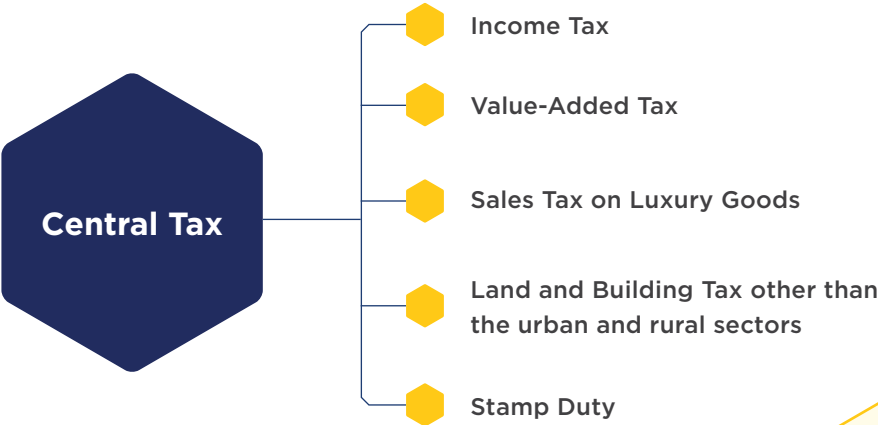 Central Tax
Income Tax
Value-Added Tax
Sales Tax on Luxury Goods
Land and Building Tax other than
the urban and rural sectors
Stamp Duty